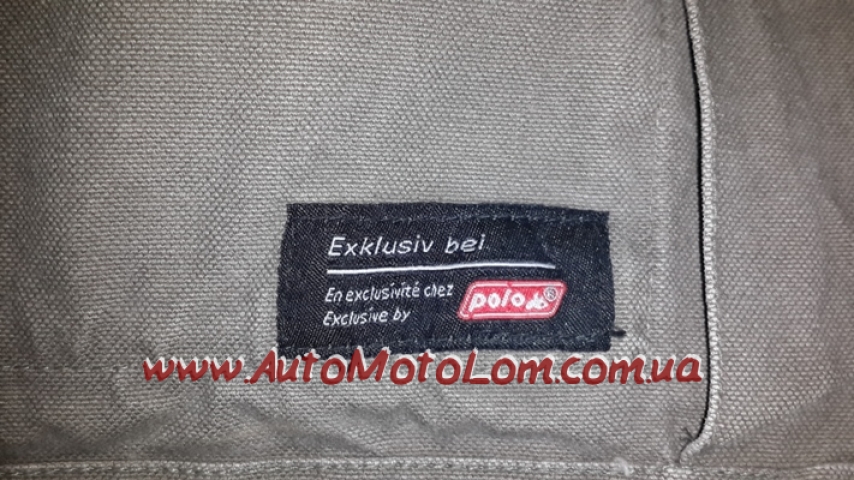 Exklusiv bei
En exclusivité chez
Exclusive by
polo ®
www.AutoMotoLom.com.ua